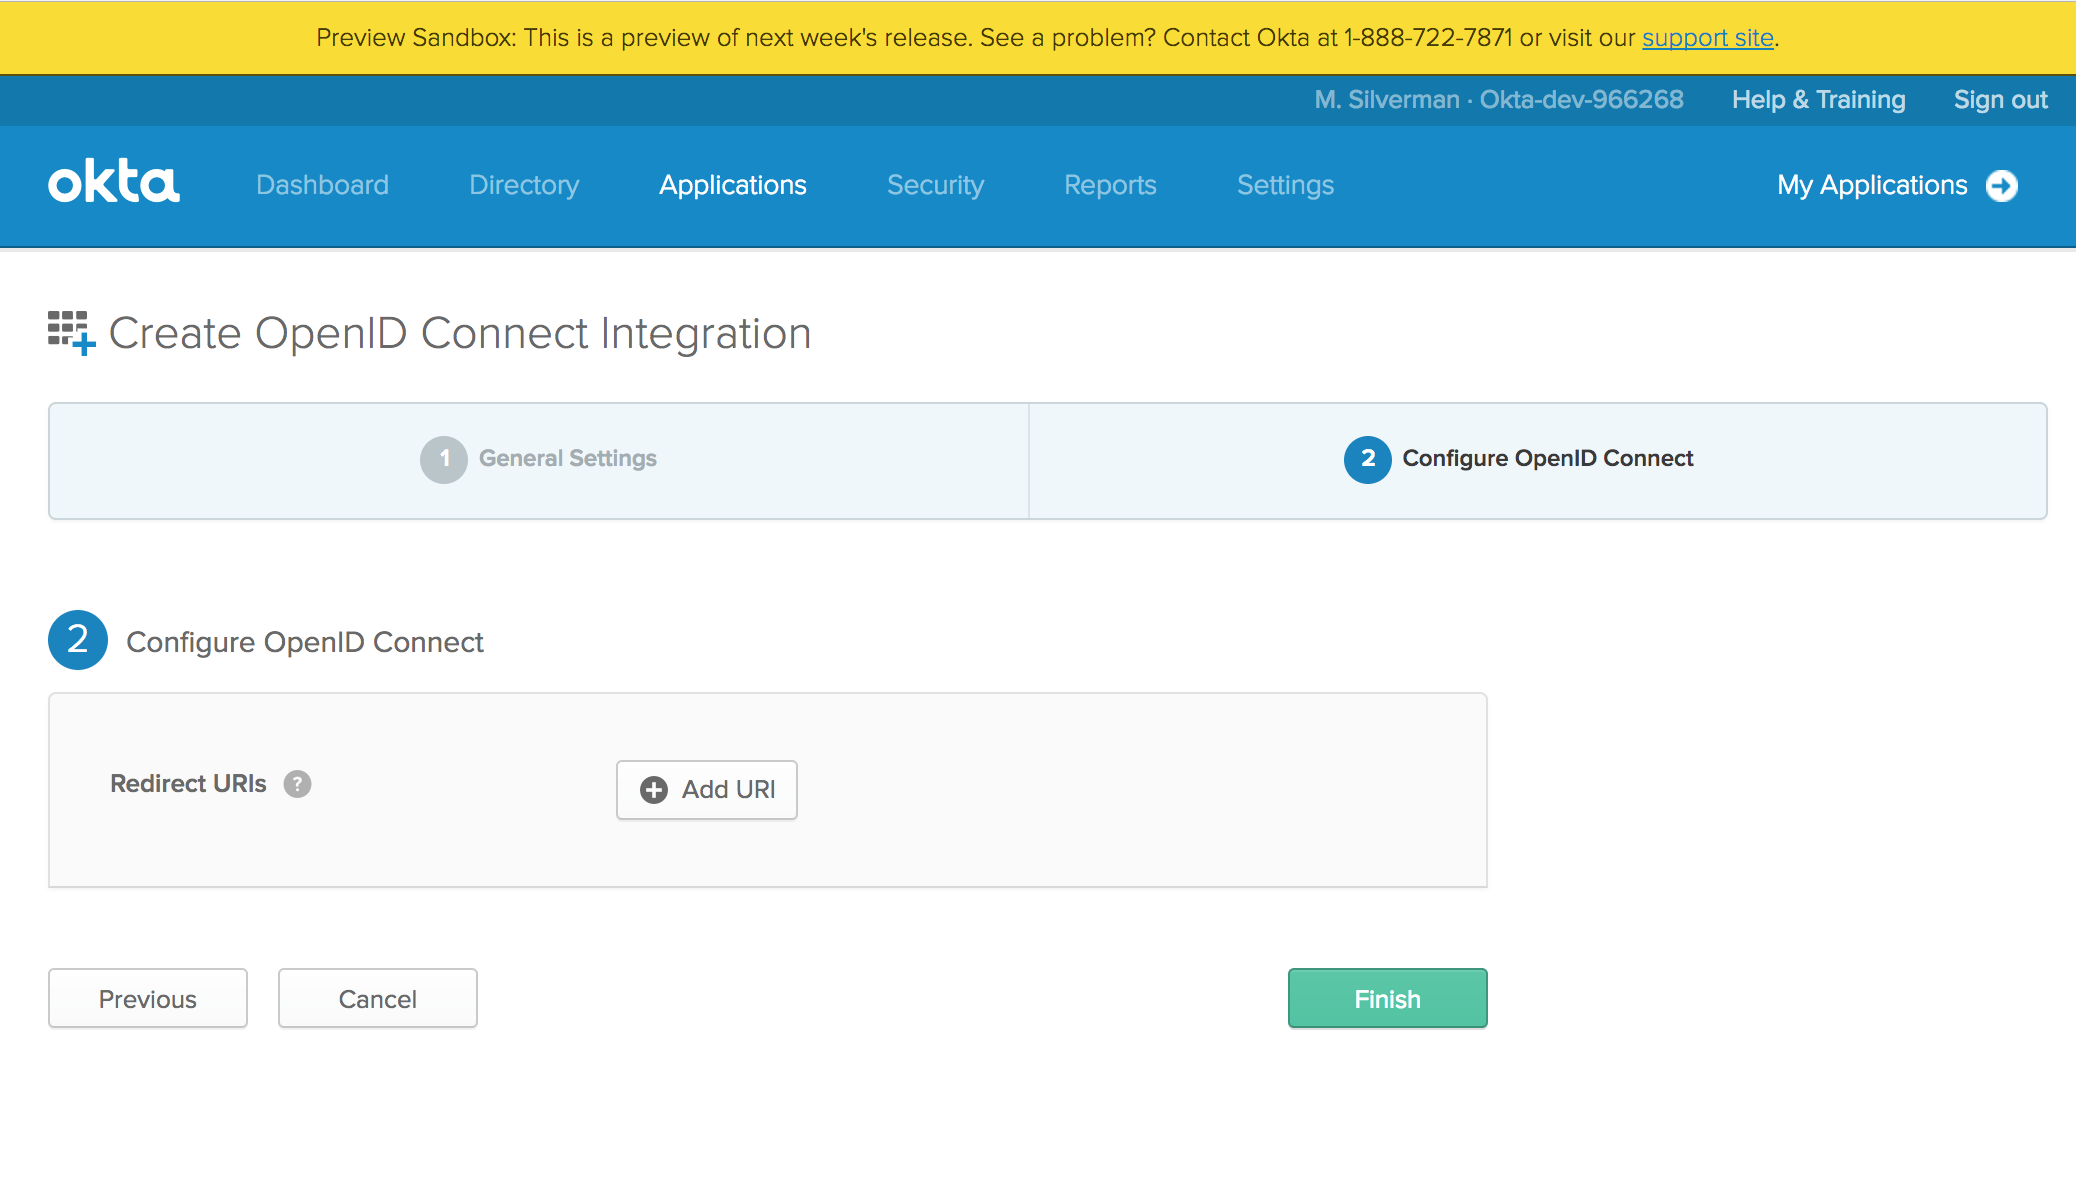 Preview Sandbox: This is a preview of next week's release. See a problem? Contact Okta at 1-888-722-7871 or visit our support site.
M. Silverman · Okta-dev-966268 Help & Training Sign out
okta Dashboard Directory Applications Security Reports Settings My Applications
Create OpenID Connect Integration
1 General Settings 2 Configure OpenID Connect
2 Configure OpenID Connect
Redirect URIs ? Add URI
Previous Cancel Finish